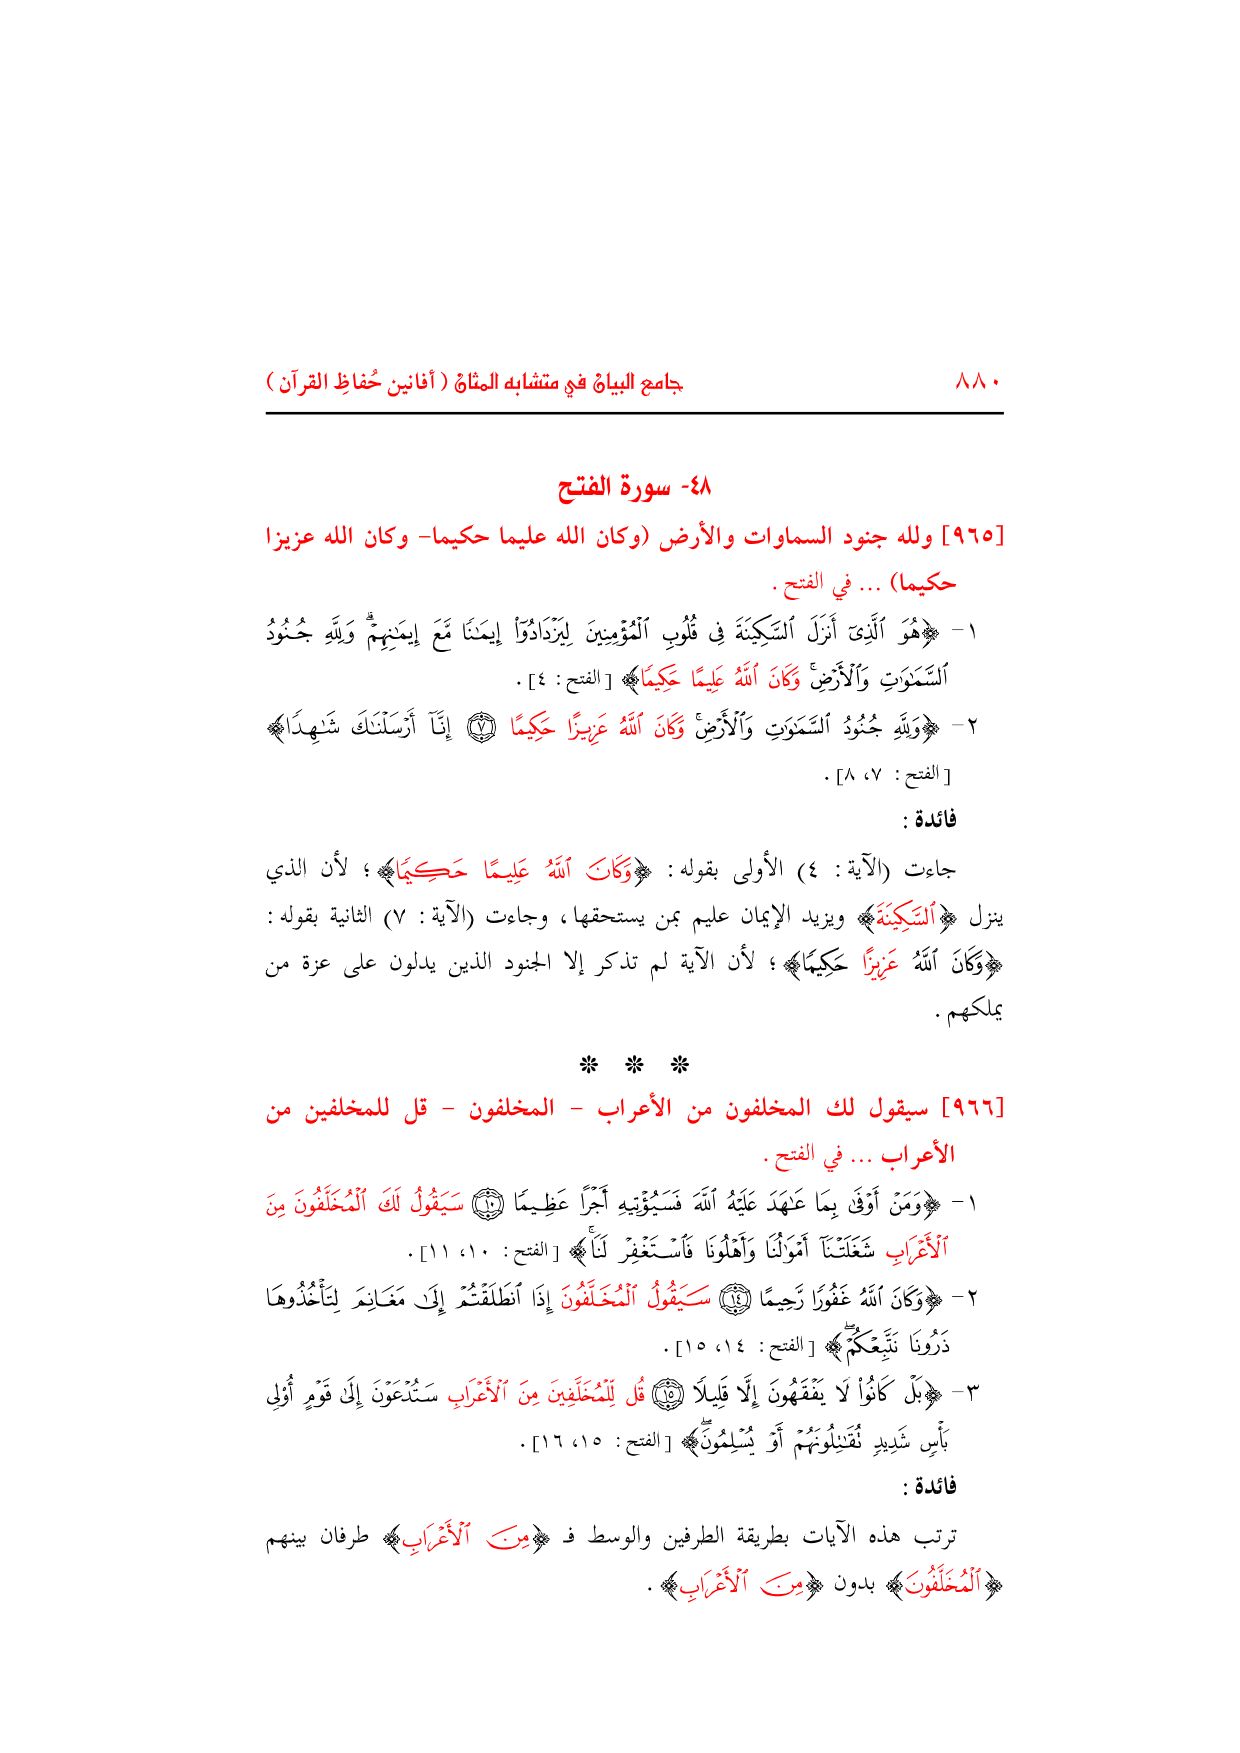 ٨٨٠ جامع البيان في متشابه المثان ( أفانين حُفاظِ القرآن )
٤٨- سورة الفتح
[٩٦٥] ولله جنود السماوات والأرض (وكان الله عليما حكيما- وكان الله عزيزا
حكيما) ... في الفتح .
١- ﴿هُوَ ٱلَّذِىٓ أَنزَلَ ٱلسَّكِينَةَ فِى قُلُوبِ ٱلْمُؤْمِنِينَ لِيَزْدَادُوٓا۟ إِيمَٰنًا مَّعَ إِيمَٰنِهِمْ ۗ وَلِلَّهِ جُنُودُ
ٱلسَّمَٰوَٰتِ وَٱلْأَرْضِ ۚ وَكَانَ ٱللَّهُ عَلِيمًا حَكِيمًا﴾ [الفتح: ٤] .
٢- ﴿وَلِلَّهِ جُنُودُ ٱلسَّمَٰوَٰتِ وَٱلْأَرْضِ ۚ وَكَانَ ٱللَّهُ عَزِيزًا حَكِيمًا ٧ إِنَّآ أَرْسَلْنَٰكَ شَٰهِدًا﴾
[الفتح: ٧، ٨] .
فائدة :
جاءت (الآية: ٤) الأولى بقوله: ﴿وَكَانَ ٱللَّهُ عَلِيمًا حَكِيمًا﴾ ؛ لأن الذي
ينزل ﴿ٱلسَّكِينَةَ﴾ ويزيد الإيمان عليم بمن يستحقها، وجاءت (الآية: ٧) الثانية بقوله:
﴿وَكَانَ ٱللَّهُ عَزِيزًا حَكِيمًا﴾ ؛ لأن الآية لم تذكر إلا الجنود الذين يدلون على عزة من
يملكهم .
❊ ❊ ❊
[٩٦٦] سيقول لك المخلفون من الأعراب - المخلفون - قل للمخلفين من
الأعراب ... في الفتح .
١- ﴿وَمَنْ أَوْفَىٰ بِمَا عَٰهَدَ عَلَيْهُ ٱللَّهَ فَسَيُؤْتِيهِ أَجْرًا عَظِيمًا ١٠ سَيَقُولُ لَكَ ٱلْمُخَلَّفُونَ مِنَ
ٱلْأَعْرَابِ شَغَلَتْنَآ أَمْوَٰلُنَا وَأَهْلُونَا فَٱسْتَغْفِرْ لَنَا ۚ﴾ [الفتح: ١٠، ١١] .
٢- ﴿وَكَانَ ٱللَّهُ غَفُورًا رَّحِيمًا ١٤ سَيَقُولُ ٱلْمُخَلَّفُونَ إِذَا ٱنطَلَقْتُمْ إِلَىٰ مَغَانِمَ لِتَأْخُذُوهَا
ذَرُونَا نَتَّبِعْكُمْ ۖ﴾ [الفتح: ١٤، ١٥] .
٣- ﴿بَلْ كَانُوا۟ لَا يَفْقَهُونَ إِلَّا قَلِيلًا ١٥ قُل لِّلْمُخَلَّفِينَ مِنَ ٱلْأَعْرَابِ سَتُدْعَوْنَ إِلَىٰ قَوْمٍ أُو۟لِى
بَأْسٍ شَدِيدٍ تُقَٰتِلُونَهُمْ أَوْ يُسْلِمُونَ ۖ﴾ [الفتح: ١٥، ١٦] .
فائدة :
ترتب هذه الآيات بطريقة الطرفين والوسط فـ ﴿مِنَ ٱلْأَعْرَابِ﴾ طرفان بينهم
﴿ٱلْمُخَلَّفُونَ﴾ بدون ﴿مِنَ ٱلْأَعْرَابِ﴾ .